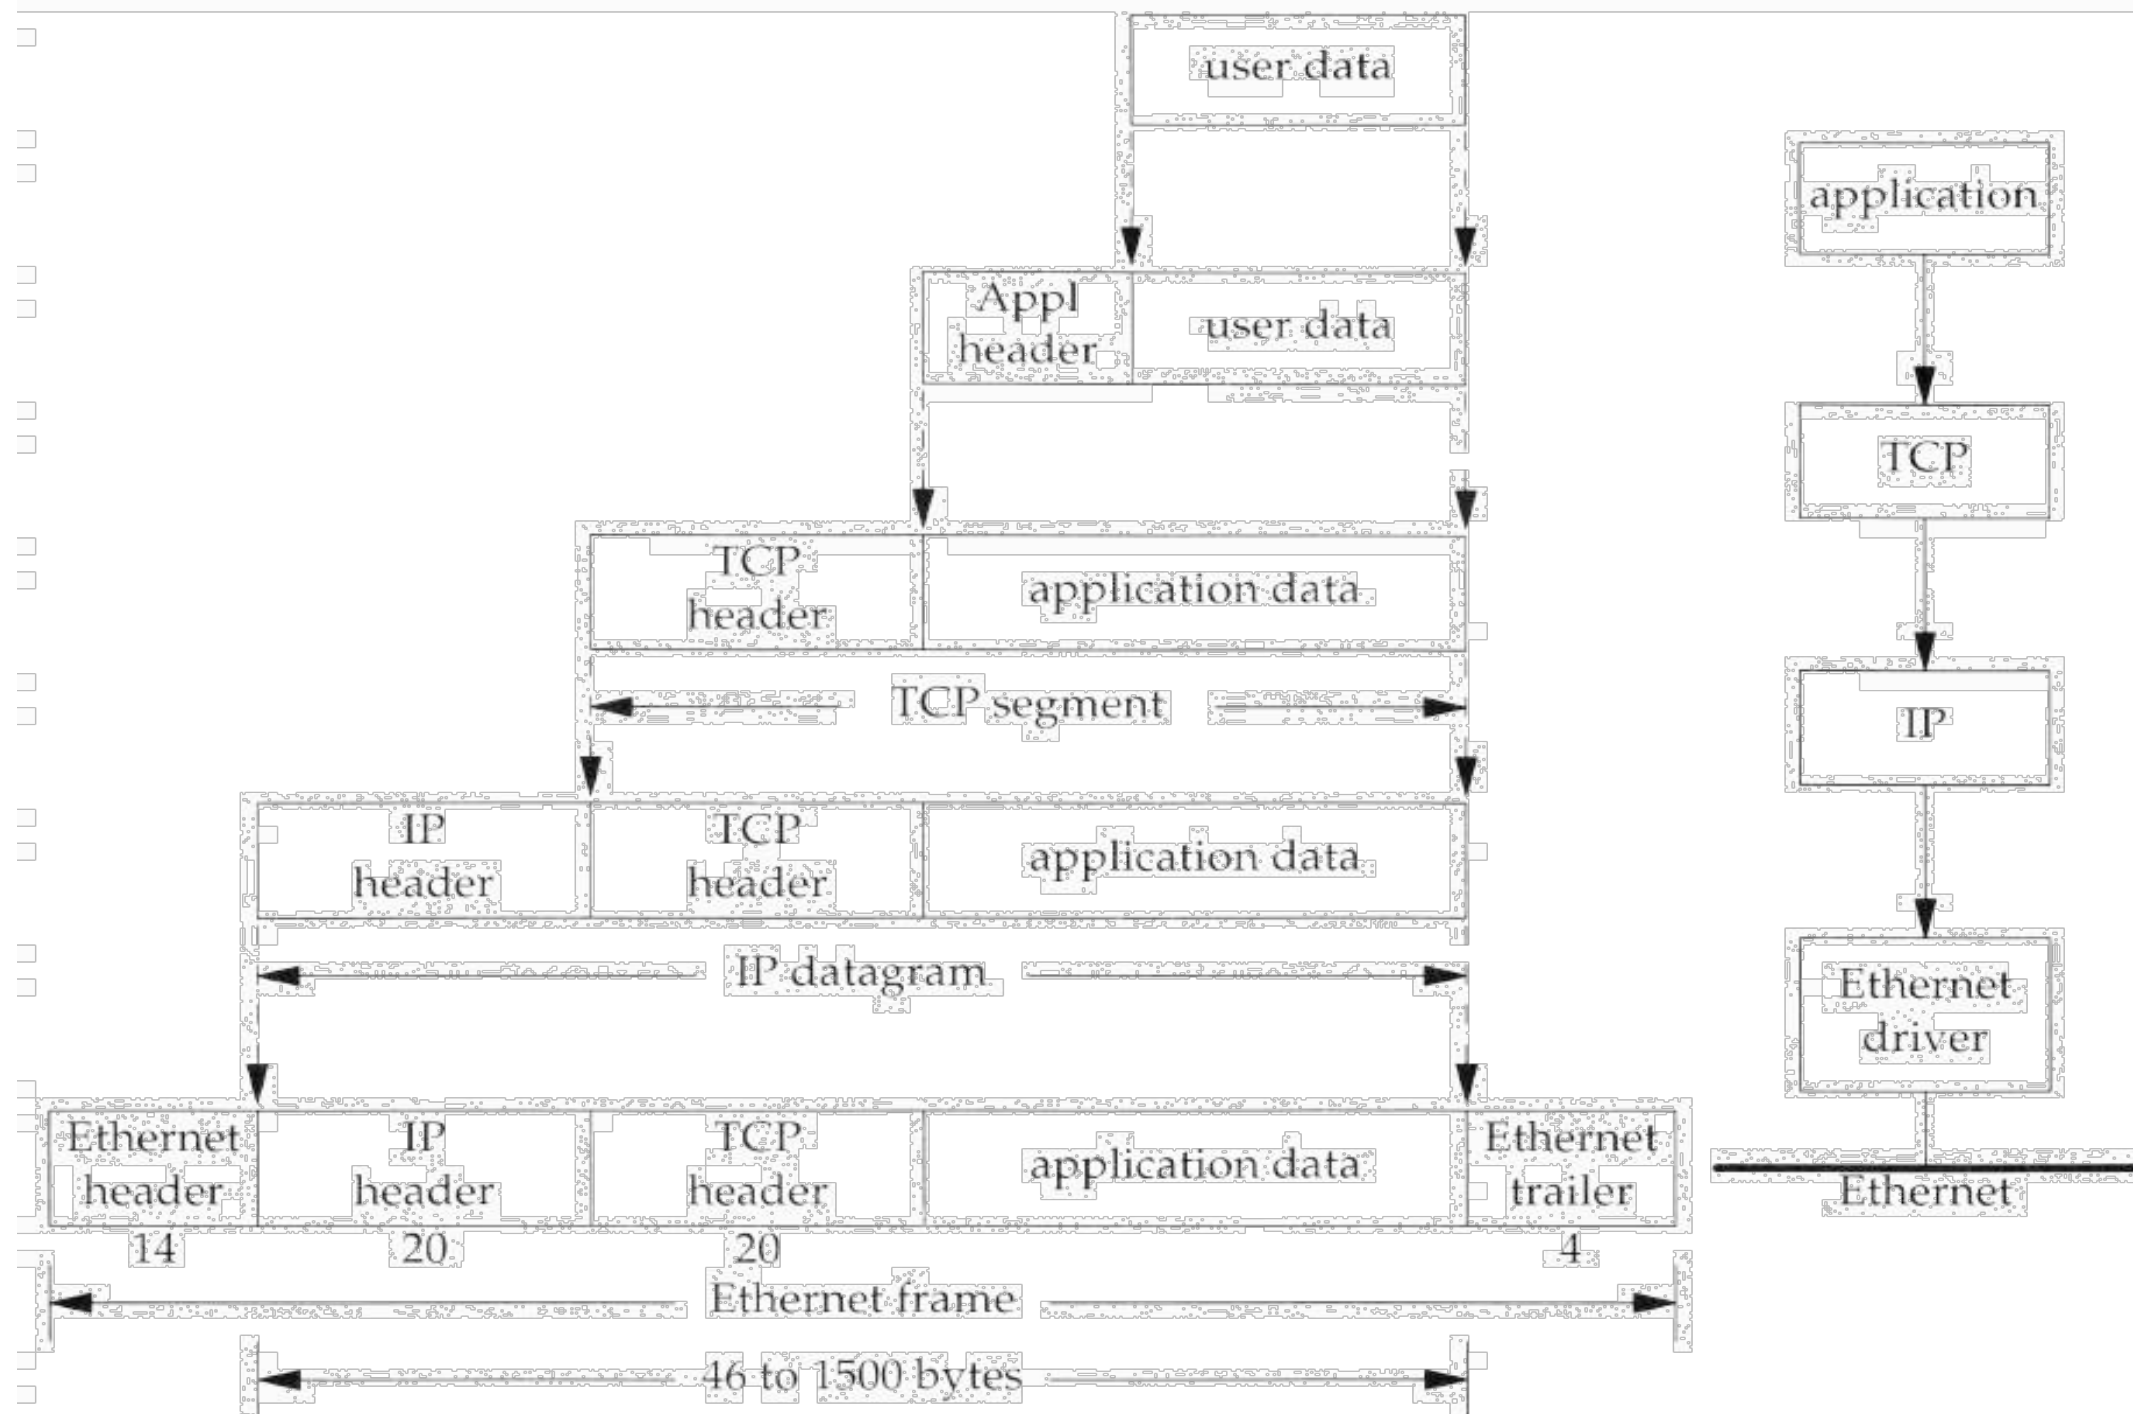 user data
application
Appl
header
user data
TCP
header
application data
TCP
TCP segment
IP
IP
header
TCP
header
application data
IP datagram
Ethernet
driver
Ethernet
header
IP
header
TCP
header
application data
Ethernet
trailer
Ethernet
14
20
20
4
Ethernet frame
46 to 1500 bytes